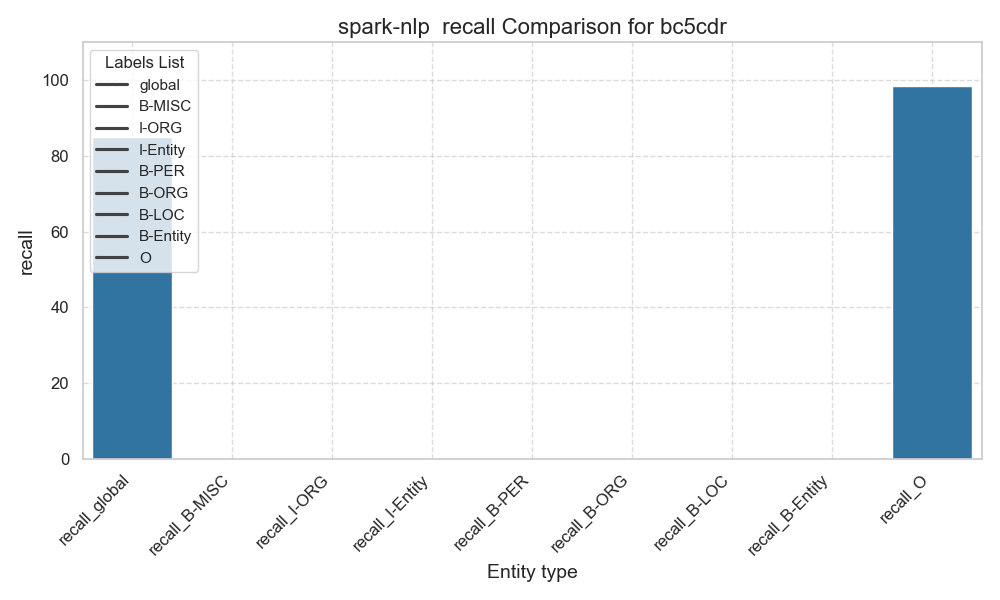 spark-nlp  recall Comparison for bc5cdr
Labels List
global
B-MISC
I-ORG
I-Entity
B-PER
B-ORG
B-LOC
B-Entity
O
recall
100
80
60
40
20
0
recall_global
recall_B-MISC
recall_I-ORG
recall_I-Entity
recall_B-PER
recall_B-ORG
recall_B-LOC
recall_B-Entity
recall_O
Entity type